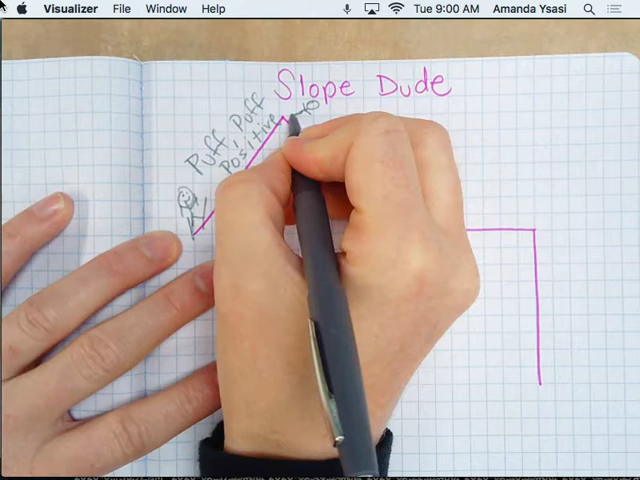 Visualizer File Window Help Tue 9:00 AM Amanda Ysasi
Slope Dude
Puff, Puff
Positive